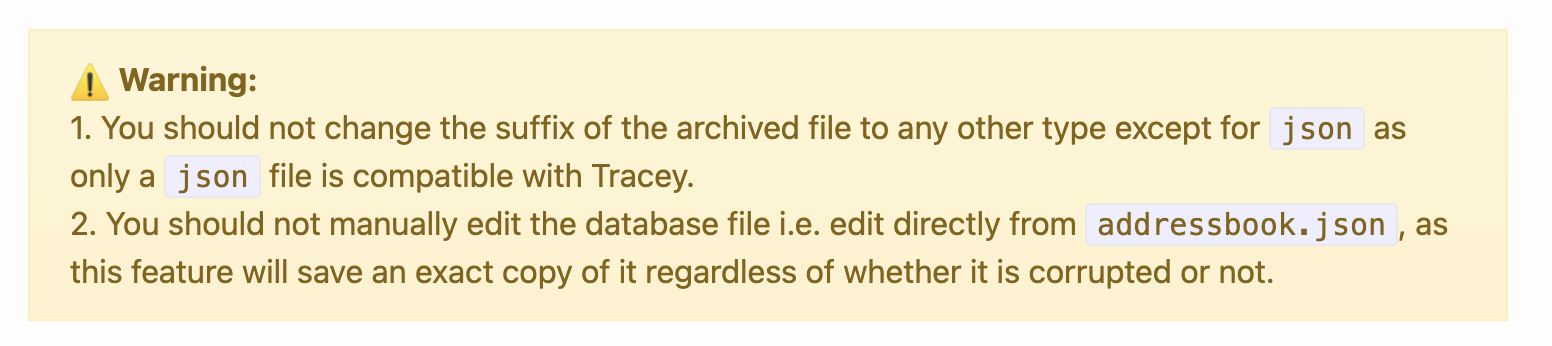 ⚠️ Warning:
1. You should not change the suffix of the archived file to any other type except for json as
only a json file is compatible with Tracey.
2. You should not manually edit the database file i.e. edit directly from addressbook.json, as
this feature will save an exact copy of it regardless of whether it is corrupted or not.